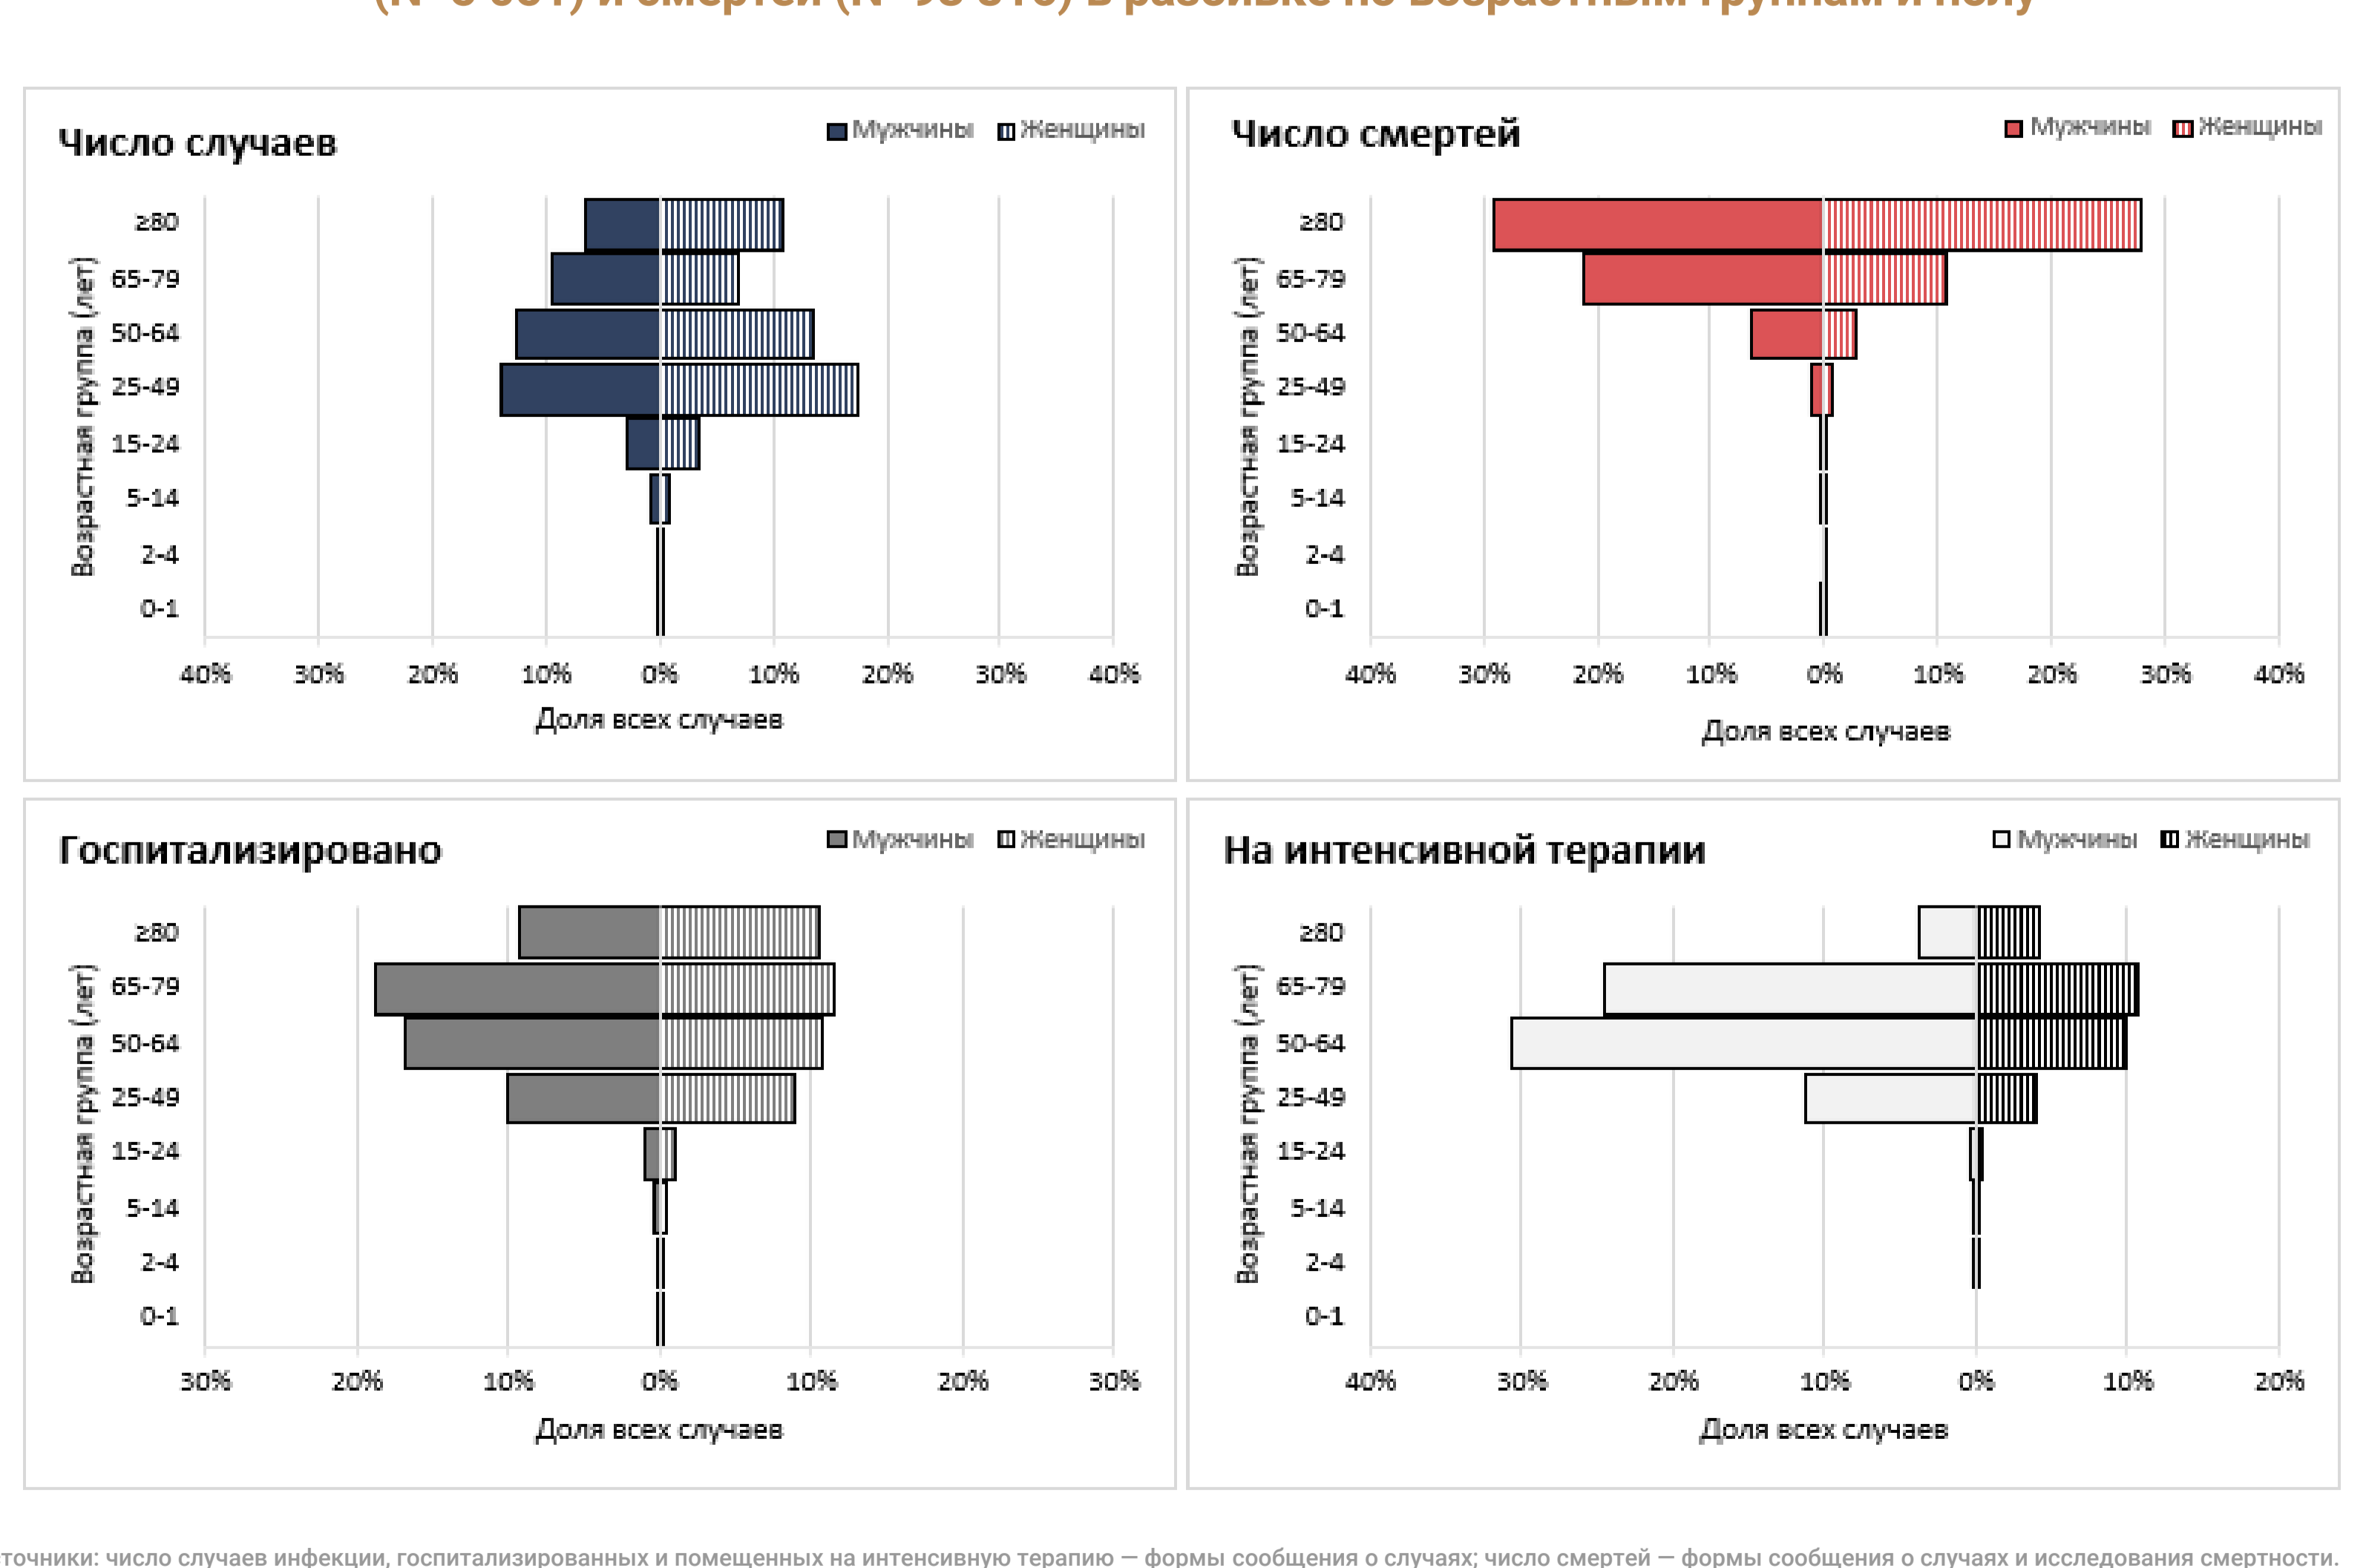 и смертей в разбивке по возрастным группам и полу
Число случаев
Мужчины Женщины
Возрастная группа (лет)
≥80
65-79
50-64
25-49
15-24
5-14
2-4
0-1
40% 30% 20% 10% 0% 10% 20% 30% 40%
Доля всех случаев
Число смертей
Мужчины Женщины
Возрастная группа (лет)
≥80
65-79
50-64
25-49
15-24
5-14
2-4
0-1
40% 30% 20% 10% 0% 10% 20% 30% 40%
Доля всех случаев
Госпитализировано
Мужчины Женщины
Возрастная группа (лет)
≥80
65-79
50-64
25-49
15-24
5-14
2-4
0-1
30% 20% 10% 0% 10% 20% 30%
Доля всех случаев
На интенсивной терапии
Мужчины Женщины
Возрастная группа (лет)
≥80
65-79
50-64
25-49
15-24
5-14
2-4
0-1
40% 30% 20% 10% 0% 10% 20%
Доля всех случаев
точники: число случаев инфекции, госпитализированных и помещенных на интенсивную терапию — формы сообщения о случаях; число смертей — формы сообщения о случаях и исследования смертности.